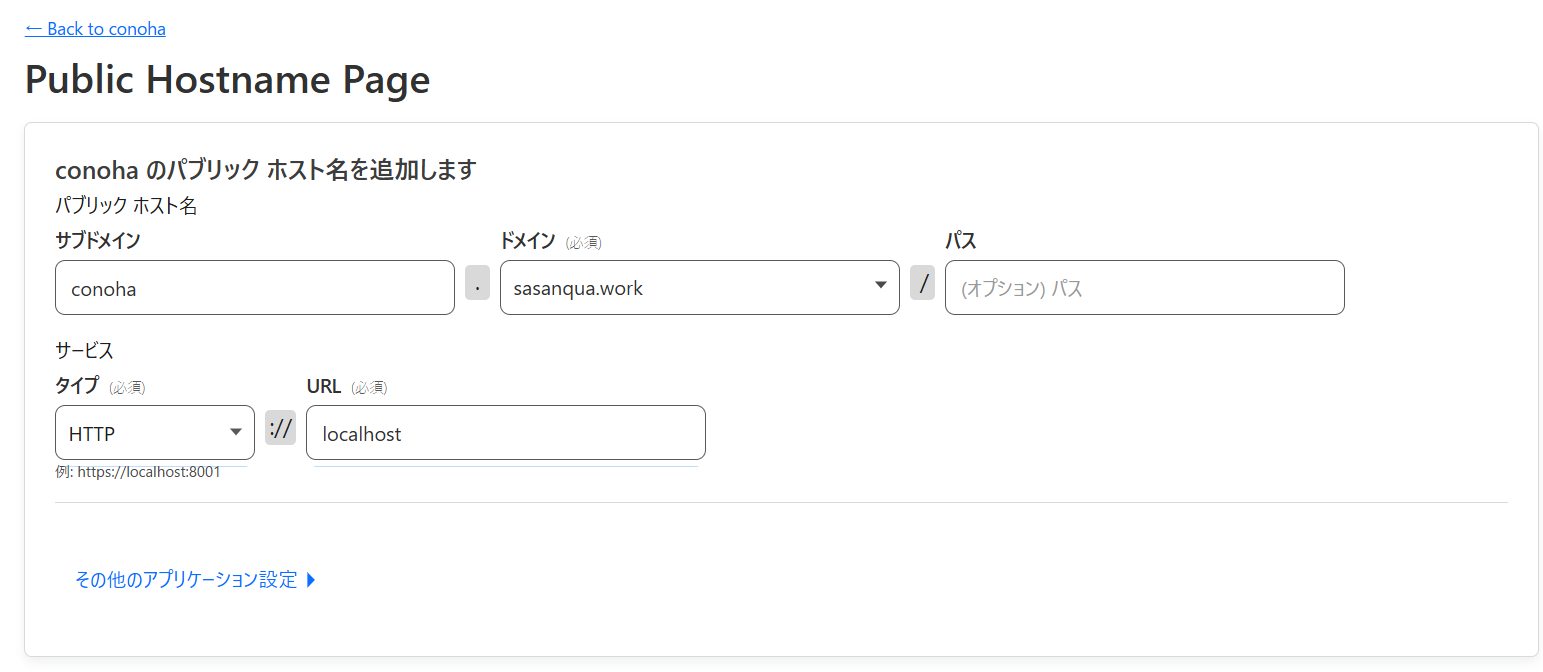 ← Back to conoha
Public Hostname Page
conoha のパブリック ホスト名を追加します
パブリック ホスト名
サブドメイン ドメイン (必須) パス
conoha . sasanqua.work / (オプション) パス
サービス
タイプ (必須) URL (必須)
HTTP :// localhost
例: https://localhost:8001
その他のアプリケーション設定